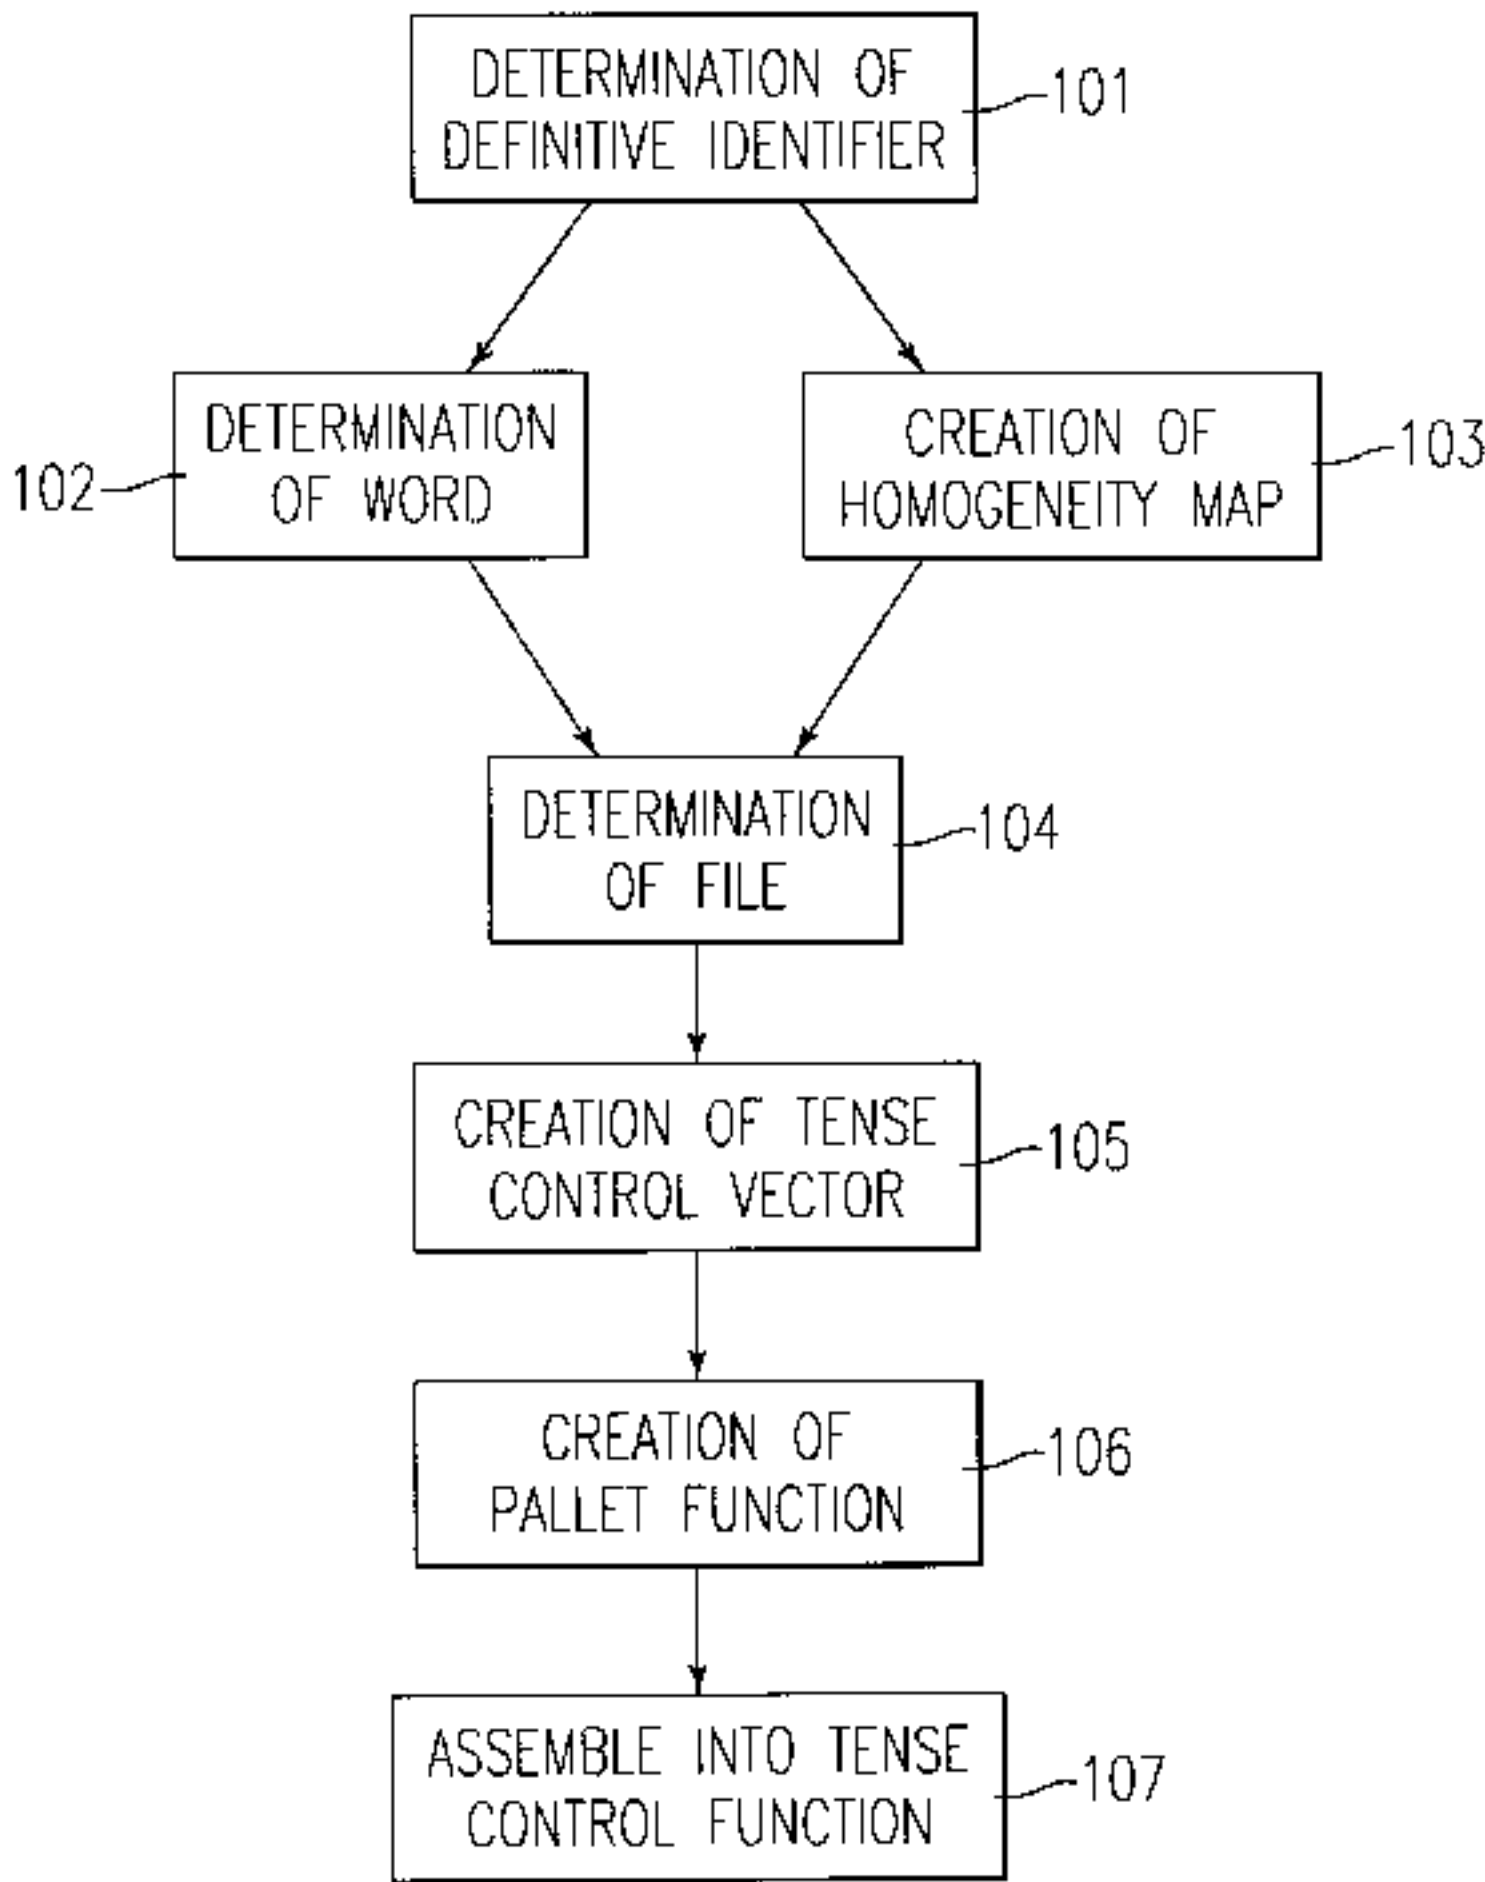 DETERMINATION OF
DEFINITIVE IDENTIFIER
101
DETERMINATION
OF WORD
102
CREATION OF
HOMOGENEITY MAP
103
DETERMINATION
OF FILE
104
CREATION OF TENSE
CONTROL VECTOR
105
CREATION OF
PALLET FUNCTION
106
ASSEMBLE INTO TENSE
CONTROL FUNCTION
107